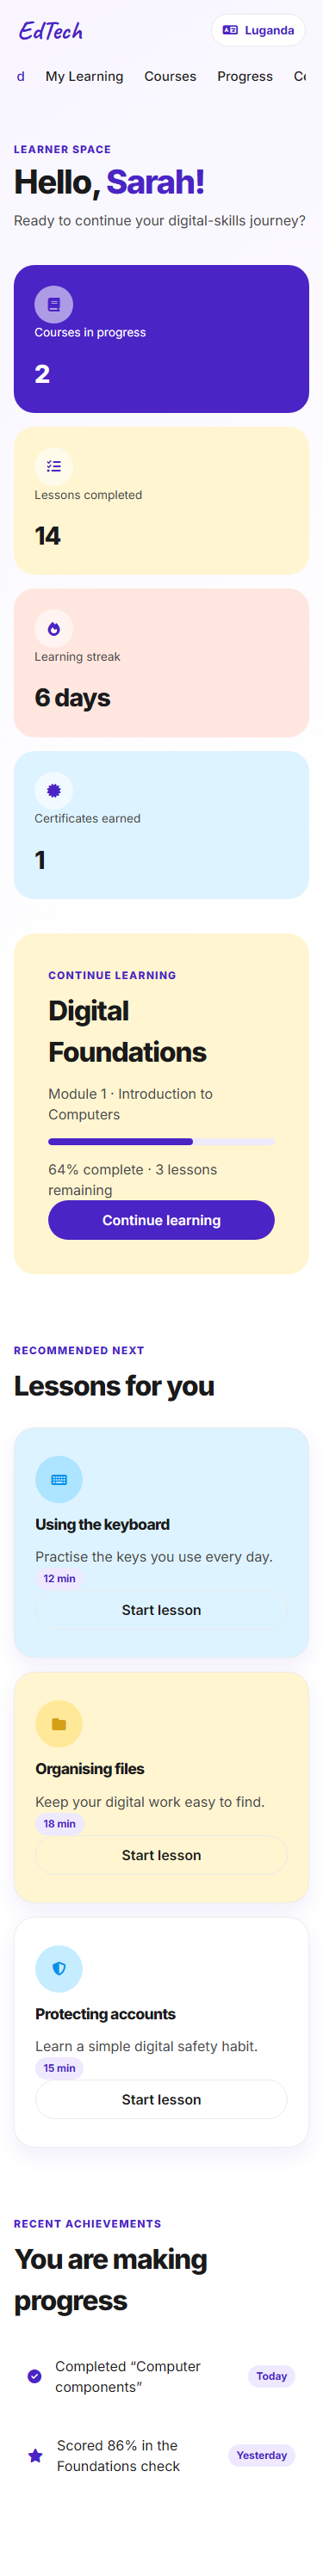 EdTech
Luganda
d My Learning Courses Progress Ce
LEARNER SPACE
Hello, Sarah!
Ready to continue your digital-skills journey?
Courses in progress
2
Lessons completed
14
Learning streak
6 days
Certificates earned
1
CONTINUE LEARNING
Digital
Foundations
Module 1 · Introduction to
Computers
64% complete · 3 lessons
remaining
Continue learning
RECOMMENDED NEXT
Lessons for you
Using the keyboard
Practise the keys you use every day.
12 min
Start lesson
Organising files
Keep your digital work easy to find.
18 min
Start lesson
Protecting accounts
Learn a simple digital safety habit.
15 min
Start lesson
RECENT ACHIEVEMENTS
You are making
progress
Completed “Computer
components”
Today
Scored 86% in the
Foundations check
Yesterday